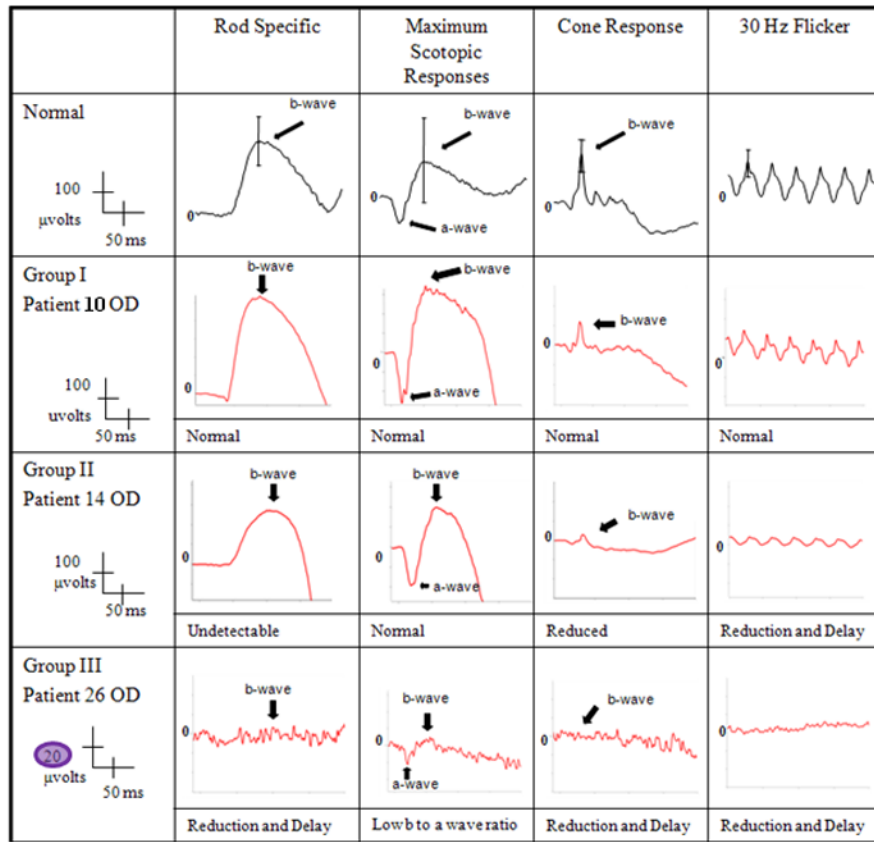 Rod Specific
Maximum
Scotopic
Responses
Cone Response
30 Hz Flicker
Normal
100
μvolts
50 ms
b-wave
0
b-wave
0
a-wave
b-wave
0
0
Group I
Patient 10 OD
100
uvolts
50 ms
b-wave
0
Normal
b-wave
0
a-wave
Normal
b-wave
0
Normal
0
Normal
Group II
Patient 14 OD
100
μvolts
50 ms
b-wave
0
Undetectable
b-wave
0
a-wave
Normal
b-wave
0
Reduced
0
Reduction and Delay
Group III
Patient 26 OD
20
μvolts
50 ms
b-wave
0
Reduction and Delay
b-wave
0
a-wave
Low b to a wave ratio
b-wave
0
Reduction and Delay
0
Reduction and Delay